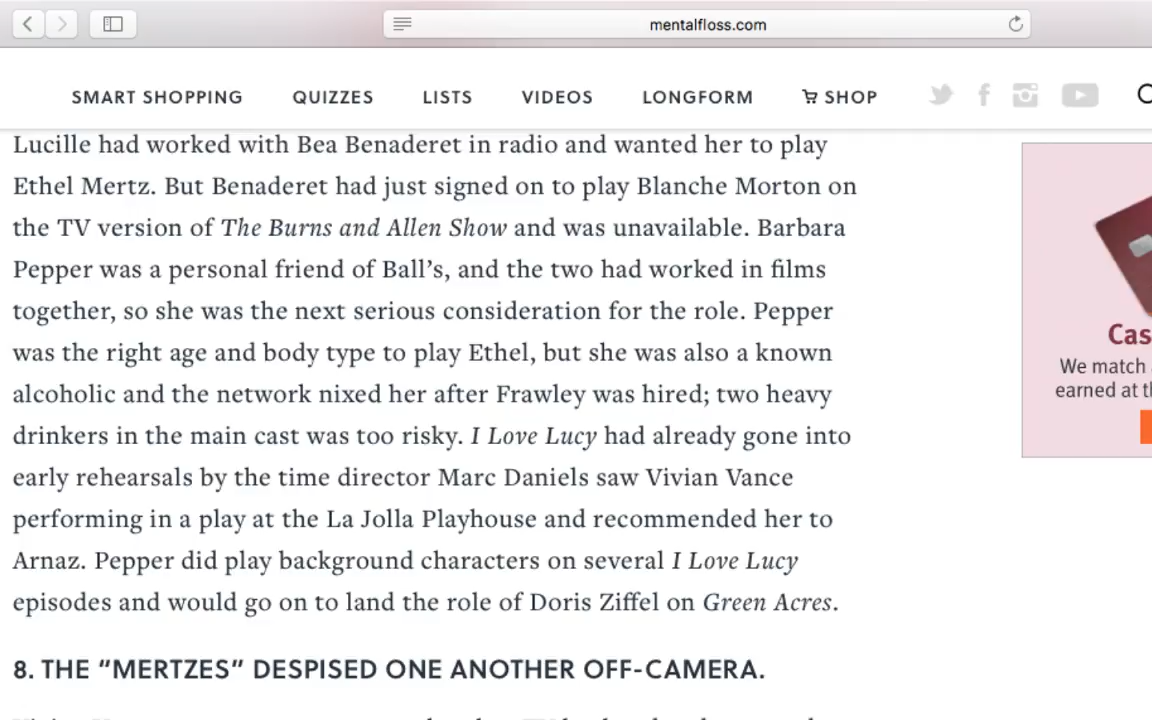 mentalfloss.com
SMART SHOPPING QUIZZES LISTS VIDEOS LONGFORM SHOP
Lucille had worked with Bea Benaderet in radio and wanted her to play
Ethel Mertz. But Benaderet had just signed on to play Blanche Morton on
the TV version of The Burns and Allen Show and was unavailable. Barbara
Pepper was a personal friend of Ball’s, and the two had worked in films
together, so she was the next serious consideration for the role. Pepper
was the right age and body type to play Ethel, but she was also a known
alcoholic and the network nixed her after Frawley was hired; two heavy
drinkers in the main cast was too risky. I Love Lucy had already gone into
early rehearsals by the time director Marc Daniels saw Vivian Vance
performing in a play at the La Jolla Playhouse and recommended her to
Arnaz. Pepper did play background characters on several I Love Lucy
episodes and would go on to land the role of Doris Ziffel on Green Acres.
8. THE “MERTZES” DESPISED ONE ANOTHER OFF-CAMERA.
Cas
We match
earned at th